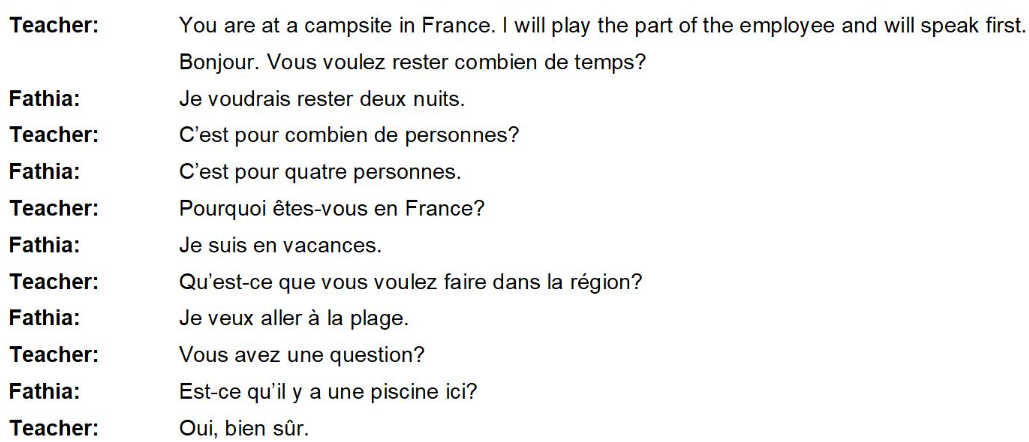 Teacher: You are at a campsite in France. I will play the part of the employee and will speak first.
Bonjour. Vous voulez rester combien de temps?
Fathia: Je voudrais rester deux nuits.
Teacher: C’est pour combien de personnes?
Fathia: C’est pour quatre personnes.
Teacher: Pourquoi êtes-vous en France?
Fathia: Je suis en vacances.
Teacher: Qu’est-ce que vous voulez faire dans la région?
Fathia: Je veux aller à la plage.
Teacher: Vous avez une question?
Fathia: Est-ce qu’il y a une piscine ici?
Teacher: Oui, bien sûr.